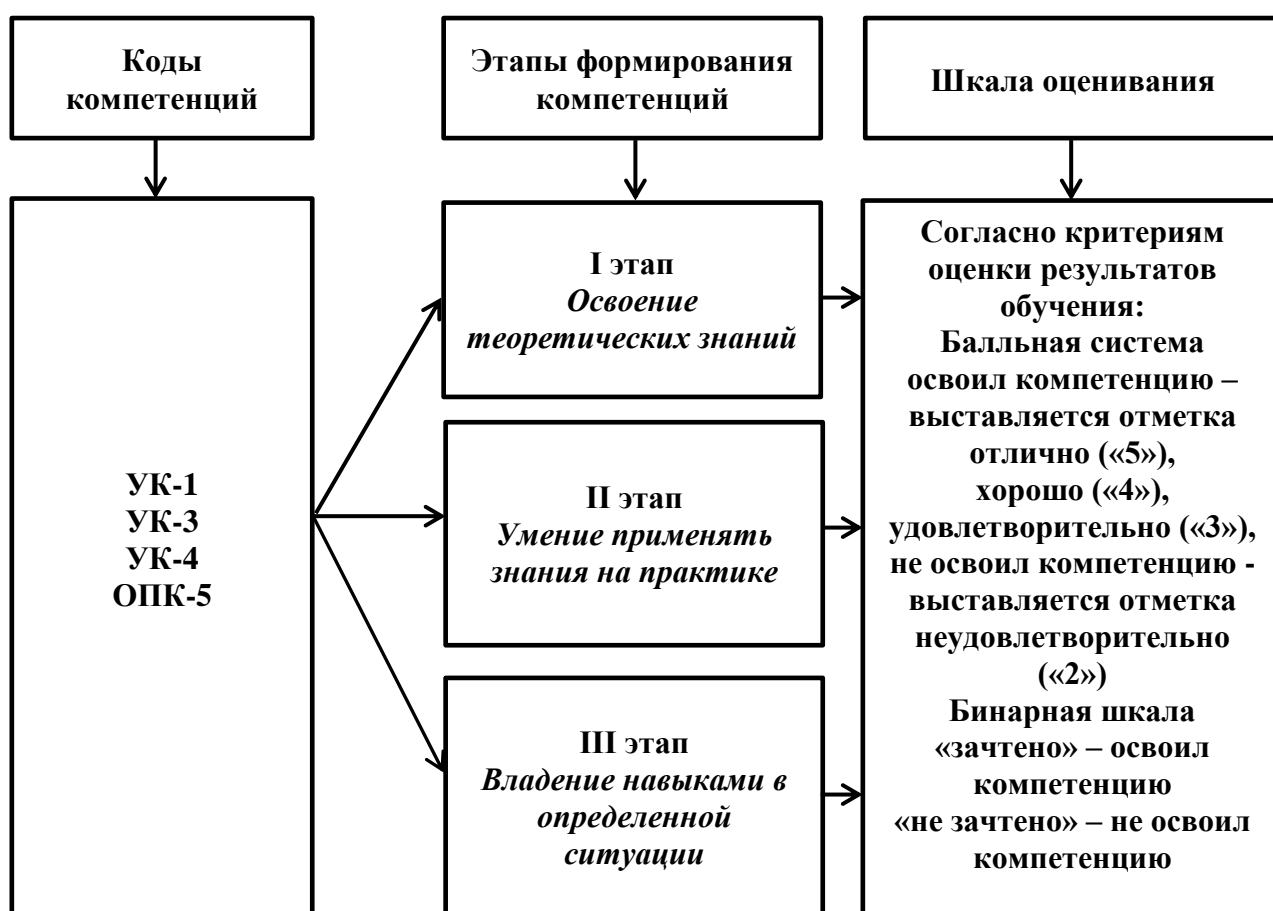 Коды
компетенций
Этапы формирования
компетенций
Шкала оценивания
УК-1
УК-3
УК-4
ОПК-5
I этап
Освоение
теоретических знаний
II этап
Умение применять
знания на практике
III этап
Владение навыками в
определенной
ситуации
Согласно критериям
оценки результатов
обучения:
Балльная система
освоил компетенцию –
выставляется отметка
отлично («5»),
хорошо («4»),
удовлетворительно («3»),
не освоил компетенцию -
выставляется отметка
неудовлетворительно
(«2»)
Бинарная шкала
«зачтено» – освоил
компетенцию
«не зачтено» – не освоил
компетенцию